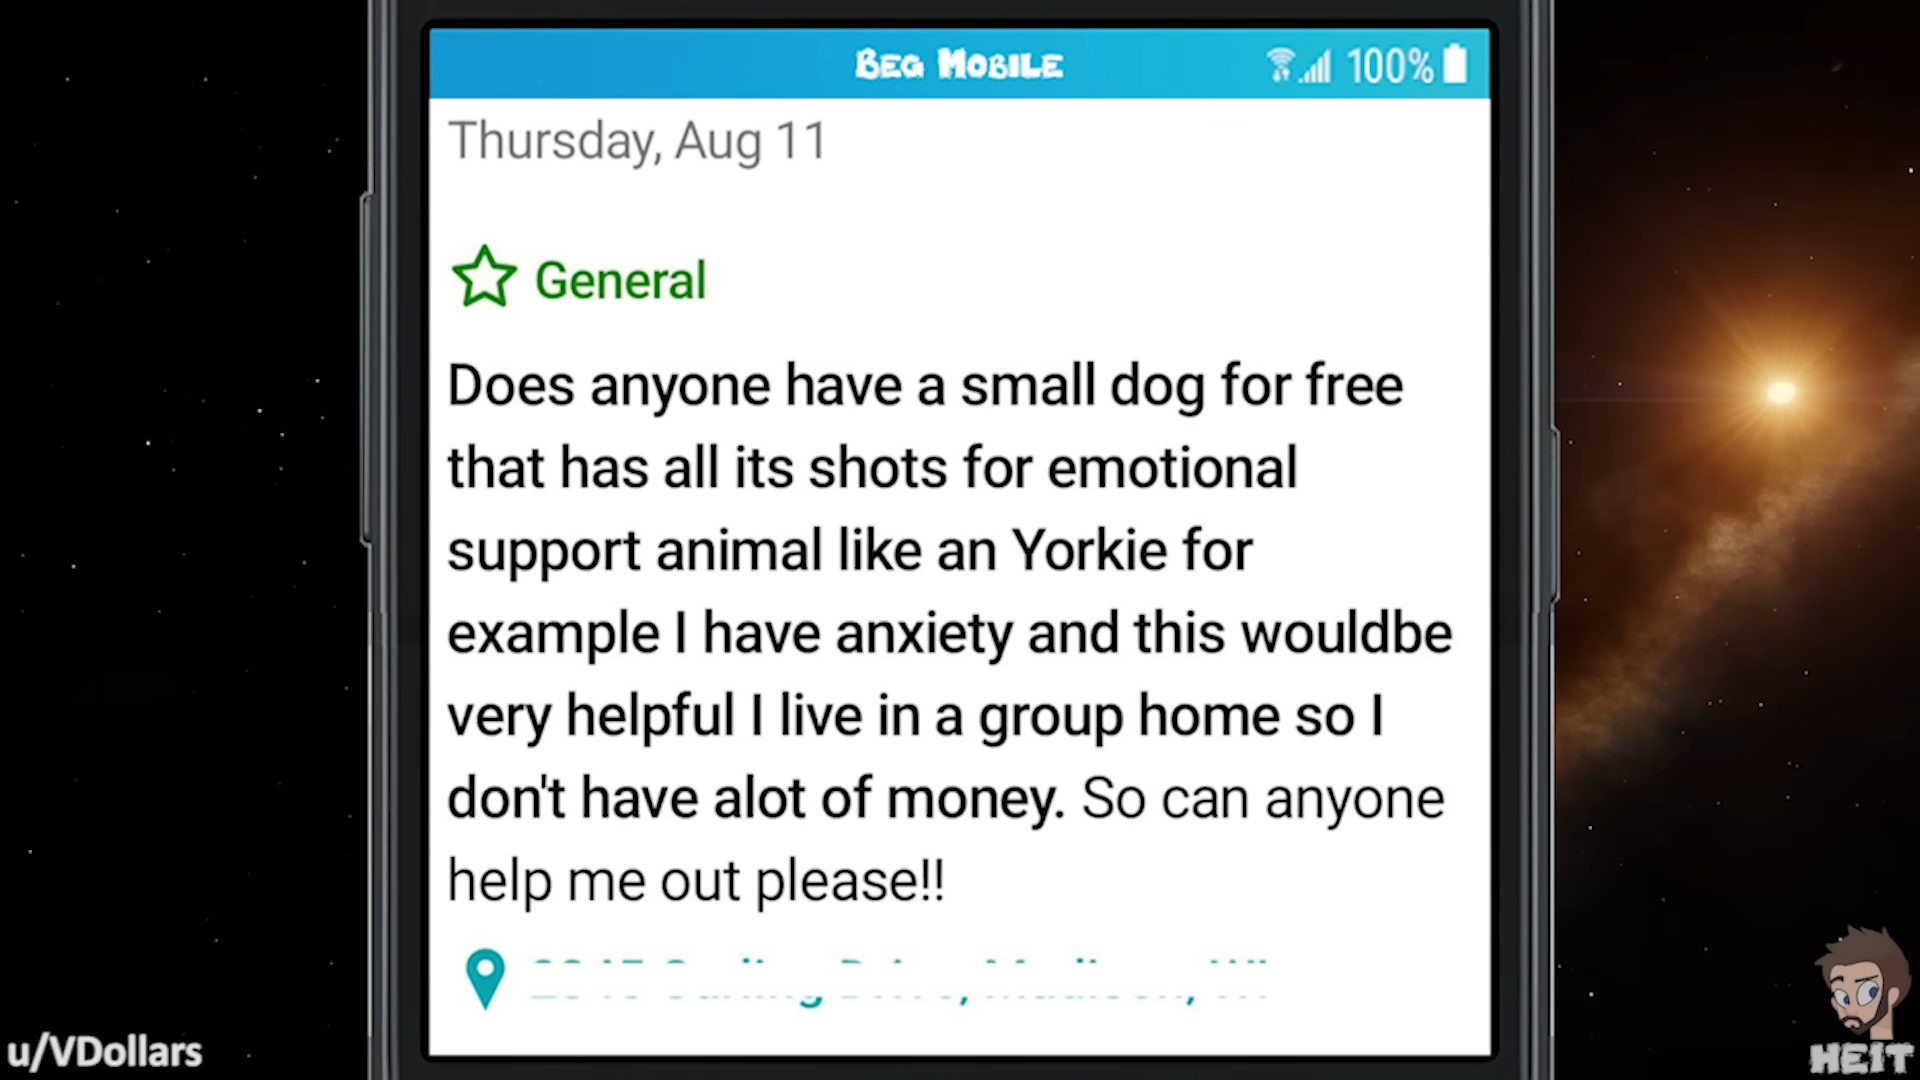 BEG MOBILE
100%
Thursday, Aug 11
General
Does anyone have a small dog for free
that has all its shots for emotional
support animal like an Yorkie for
example I have anxiety and this wouldbe
very helpful I live in a group home so I
don't have alot of money. So can anyone
help me out please!!
u/VDollars
HEIT